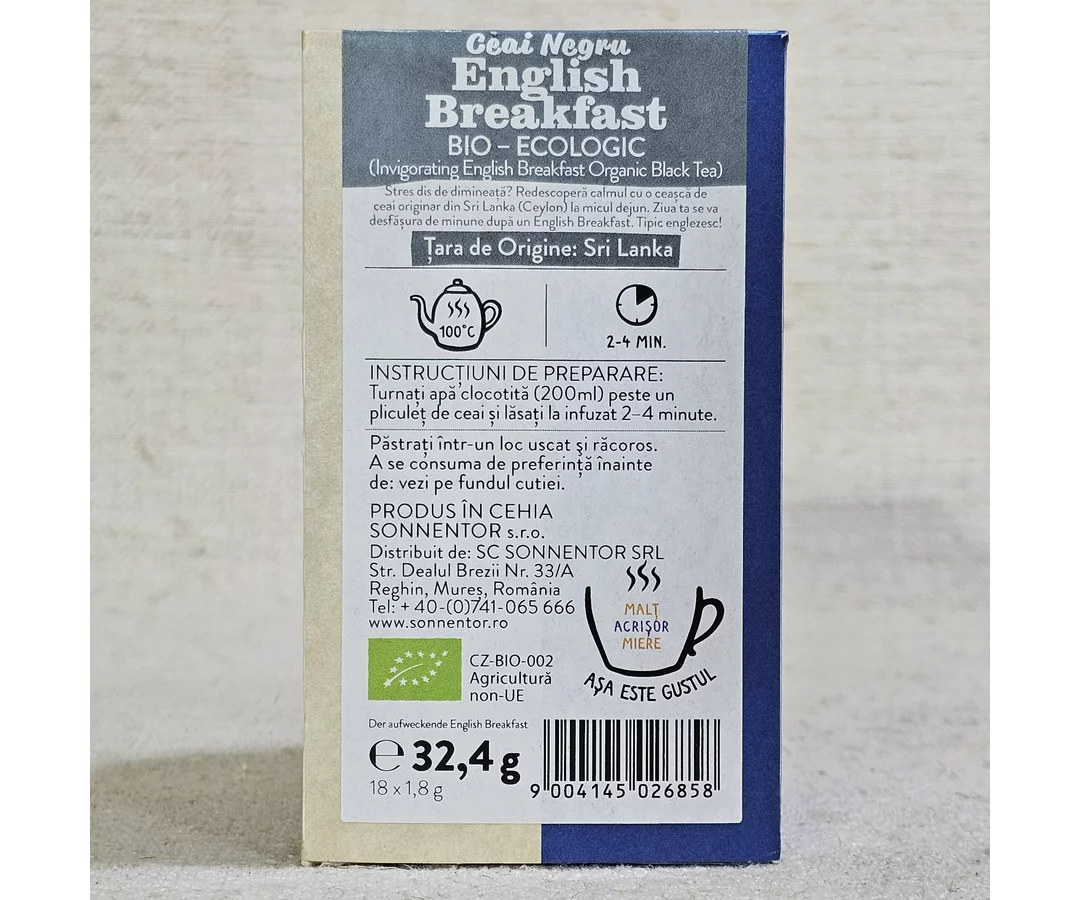 Ceai Negru
English
Breakfast
BIO – ECOLOGIC
(Invigorating English Breakfast Organic Black Tea)
Stres dis de dimineață? Redescoperă calmul cu o ceașcă de
ceai originar din Sri Lanka (Ceylon) la micul dejun. Ziua ta se va
desfășura de minune după un English Breakfast. Tipic englezesc!
Țara de Origine: Sri Lanka
100°C
2-4 MIN.
INSTRUCȚIUNI DE PREPARARE:
Turnați apă clocotită (200ml) peste un
pliculeț de ceai și lăsați la infuzat 2–4 minute.
Păstrați într-un loc uscat și răcoros.
A se consuma de preferință înainte
de: vezi pe fundul cutiei.
PRODUS ÎN CEHIA
SONNENTOR s.r.o.
Distribuit de: SC SONNENTOR SRL
Str. Dealul Brezii Nr. 33/A
Reghin, Mureș, România
Tel: + 40-(0)741-065 666
www.sonnentor.ro
MALȚ
ACRIȘOR
MIERE
AȘA ESTE GUSTUL
CZ-BIO-002
Agricultură
non-UE
Der aufweckende English Breakfast
℮ 32,4 g
18 x 1,8 g
9 004145 026858